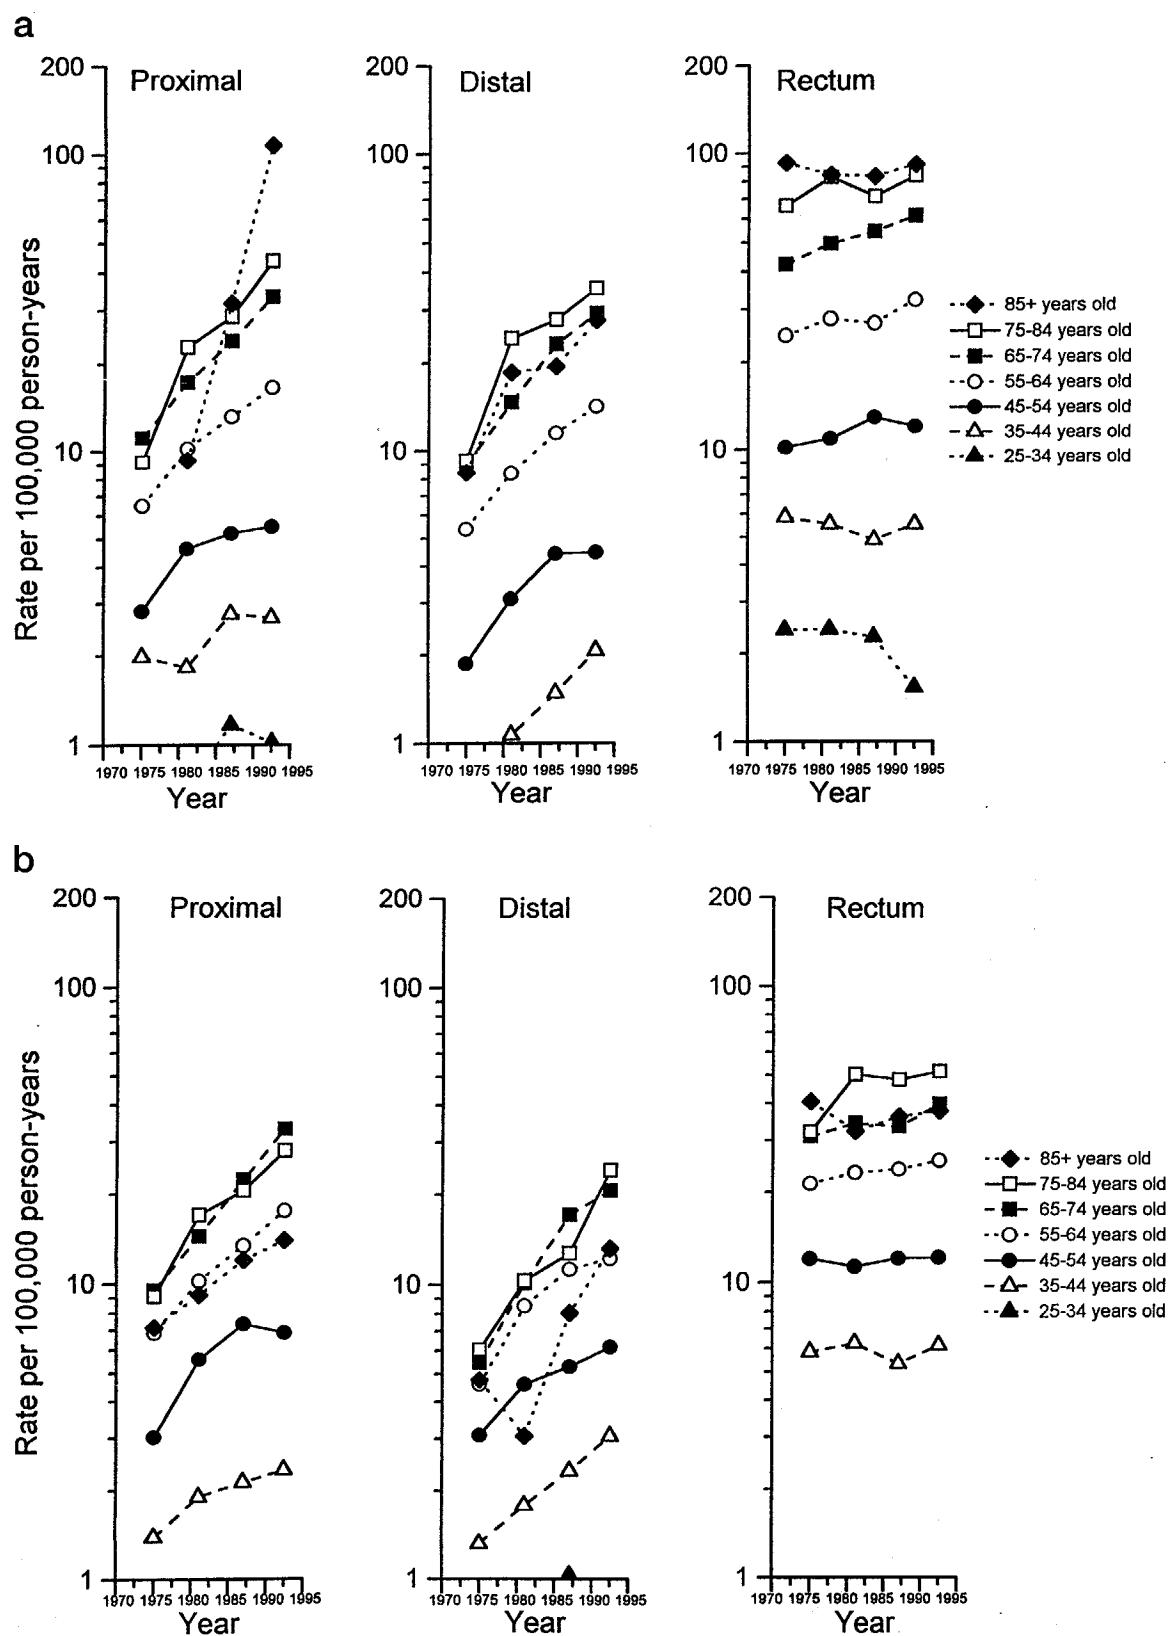 a
200
Proximal
100
10
1
Rate per 100,000 person-years
1970 1975 1980 1985 1990 1995
Year
200
Distal
100
10
1
1970 1975 1980 1985 1990 1995
Year
200
Rectum
100
10
1
1970 1975 1980 1985 1990 1995
Year
85+ years old
75-84 years old
65-74 years old
55-64 years old
45-54 years old
35-44 years old
25-34 years old
b
200
Proximal
100
10
1
Rate per 100,000 person-years
1970 1975 1980 1985 1990 1995
Year
200
Distal
100
10
1
1970 1975 1980 1985 1990 1995
Year
200
Rectum
100
10
1
1970 1975 1980 1985 1990 1995
Year
85+ years old
75-84 years old
65-74 years old
55-64 years old
45-54 years old
35-44 years old
25-34 years old